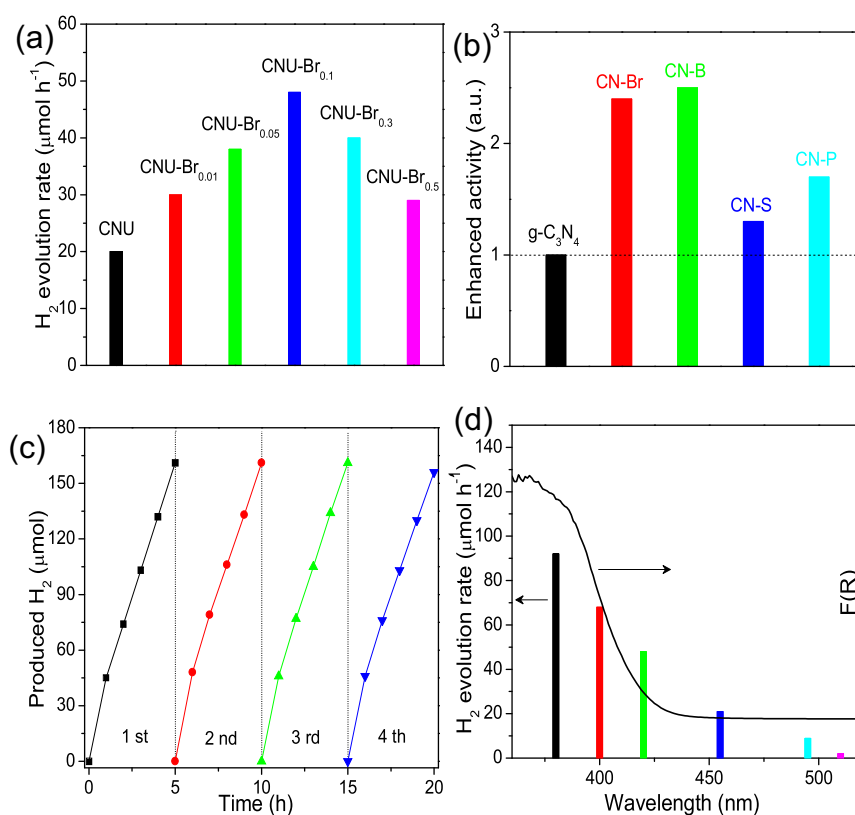 (a)
H₂ evolution rate (μmol h⁻¹)
60
50
40
30
20
10
0
CNU
CNU-Br₀.₀₁
CNU-Br₀.₀₅
CNU-Br₀.₁
CNU-Br₀.₃
CNU-Br₀.₅
(b)
Enhanced activity (a.u.)
3
2
1
0
g-C₃N₄
CN-Br
CN-B
CN-S
CN-P
(c)
Produced H₂ (μmol)
180
160
135
90
45
0
1 st
2 nd
3 rd
4 th
0 5 10 15 20
Time (h)
(d)
H₂ evolution rate (μmol h⁻¹)
140
120
100
80
60
40
20
0
F(R)
400 450 500
Wavelength (nm)